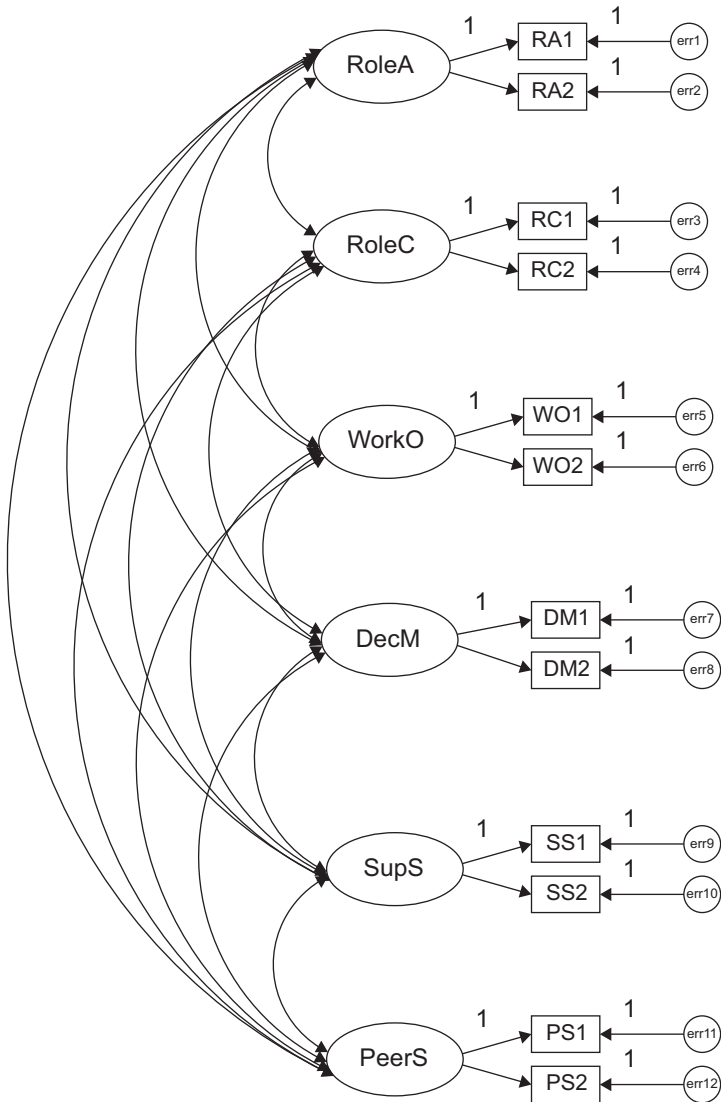 1 RA1 1 err1
RoleA
RA2 1 err2
1 RC1 1 err3
RoleC
RC2 1 err4
1 WO1 1 err5
WorkO
WO2 1 err6
1 DM1 1 err7
DecM
DM2 1 err8
1 SS1 1 err9
SupS
SS2 1 err10
1 PS1 1 err11
PeerS
PS2 1 err12